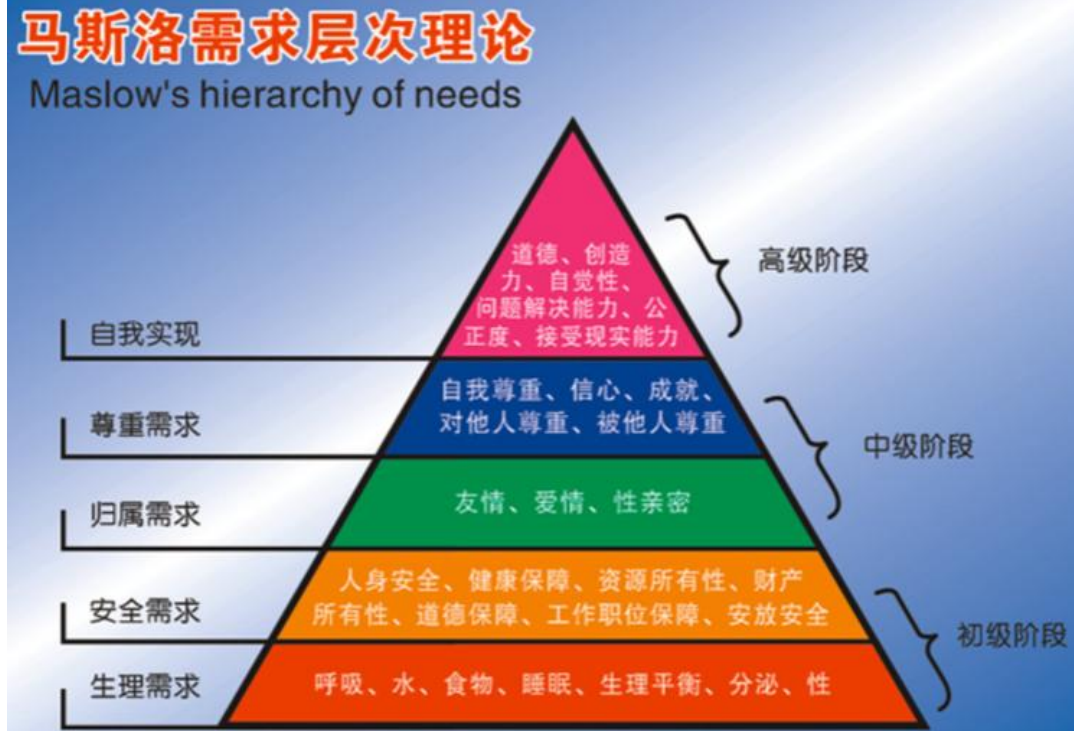 马斯洛需求层次理论
Maslow's hierarchy of needs
道德、创造
力、自觉性、
问题解决能力、公
正度、接受现实能力
高级阶段
自我实现
自我尊重、信心、成就、
对他人尊重、被他人尊重
尊重需求
中级阶段
友情、爱情、性亲密
归属需求
人身安全、健康保障、资源所有性、财产
所有性、道德保障、工作职位保障、安放安全
安全需求
初级阶段
呼吸、水、食物、睡眠、生理平衡、分泌、性
生理需求